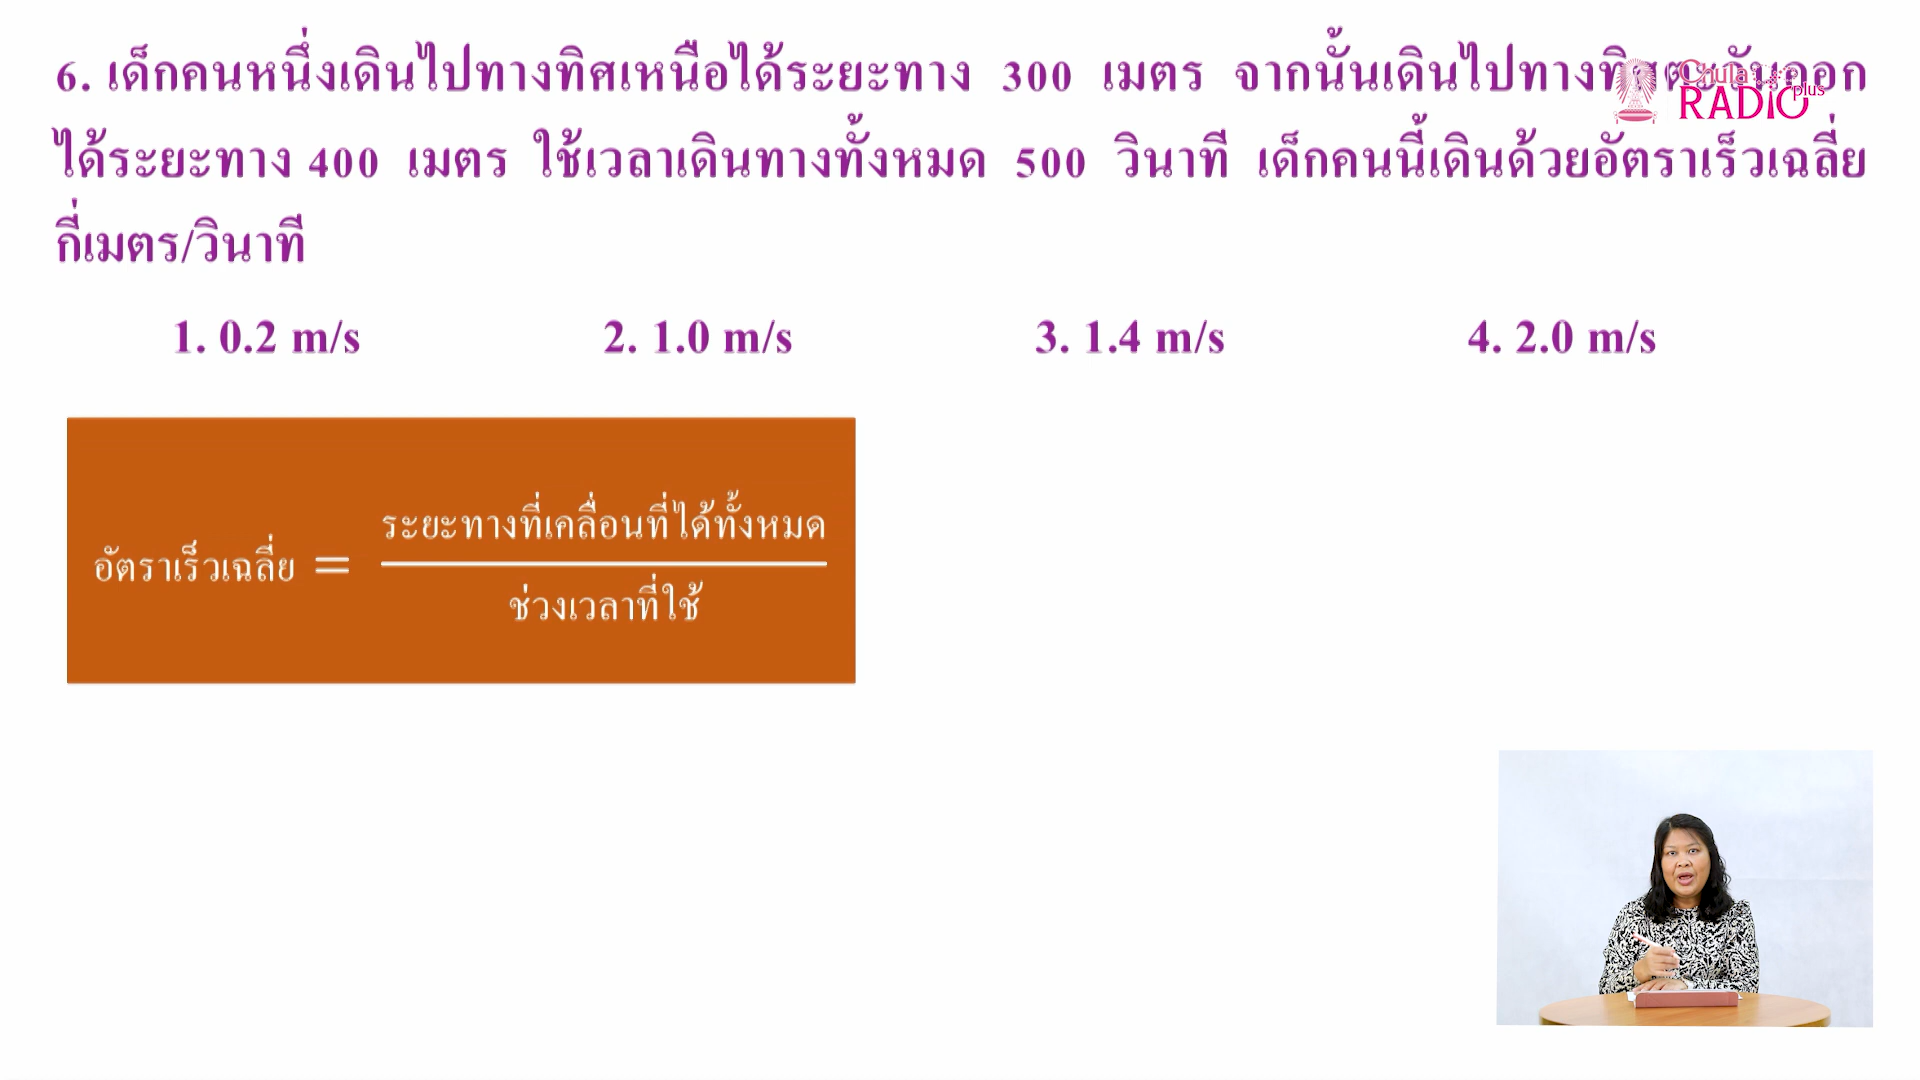 6. เด็กคนหนึ่งเดินไปทางทิศเหนือได้ระยะทาง 300 เมตร จากนั้นเดินไปทางทิศตะวันออก
Chula
RADIO plus
ได้ระยะทาง 400 เมตร ใช้เวลาเดินทางทั้งหมด 500 วินาที เด็กคนนี้เดินด้วยอัตราเร็วเฉลี่ย
กี่เมตร/วินาที
1. 0.2 m/s 2. 1.0 m/s 3. 1.4 m/s 4. 2.0 m/s
ระยะทางที่เคลื่อนที่ได้ทั้งหมด
อัตราเร็วเฉลี่ย =
ช่วงเวลาที่ใช้